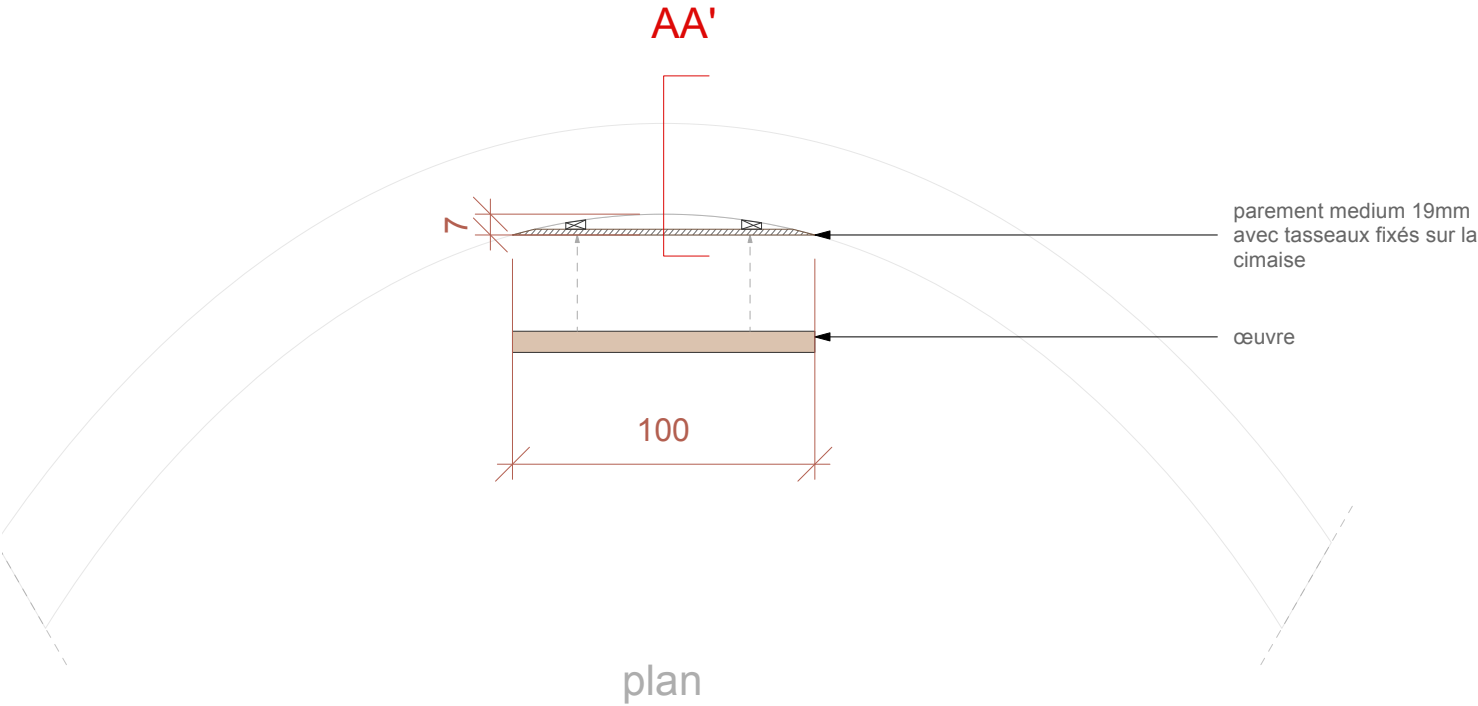 AA'
7
parement medium 19mm
avec tasseaux fixés sur la
cimaise
œuvre
100
plan